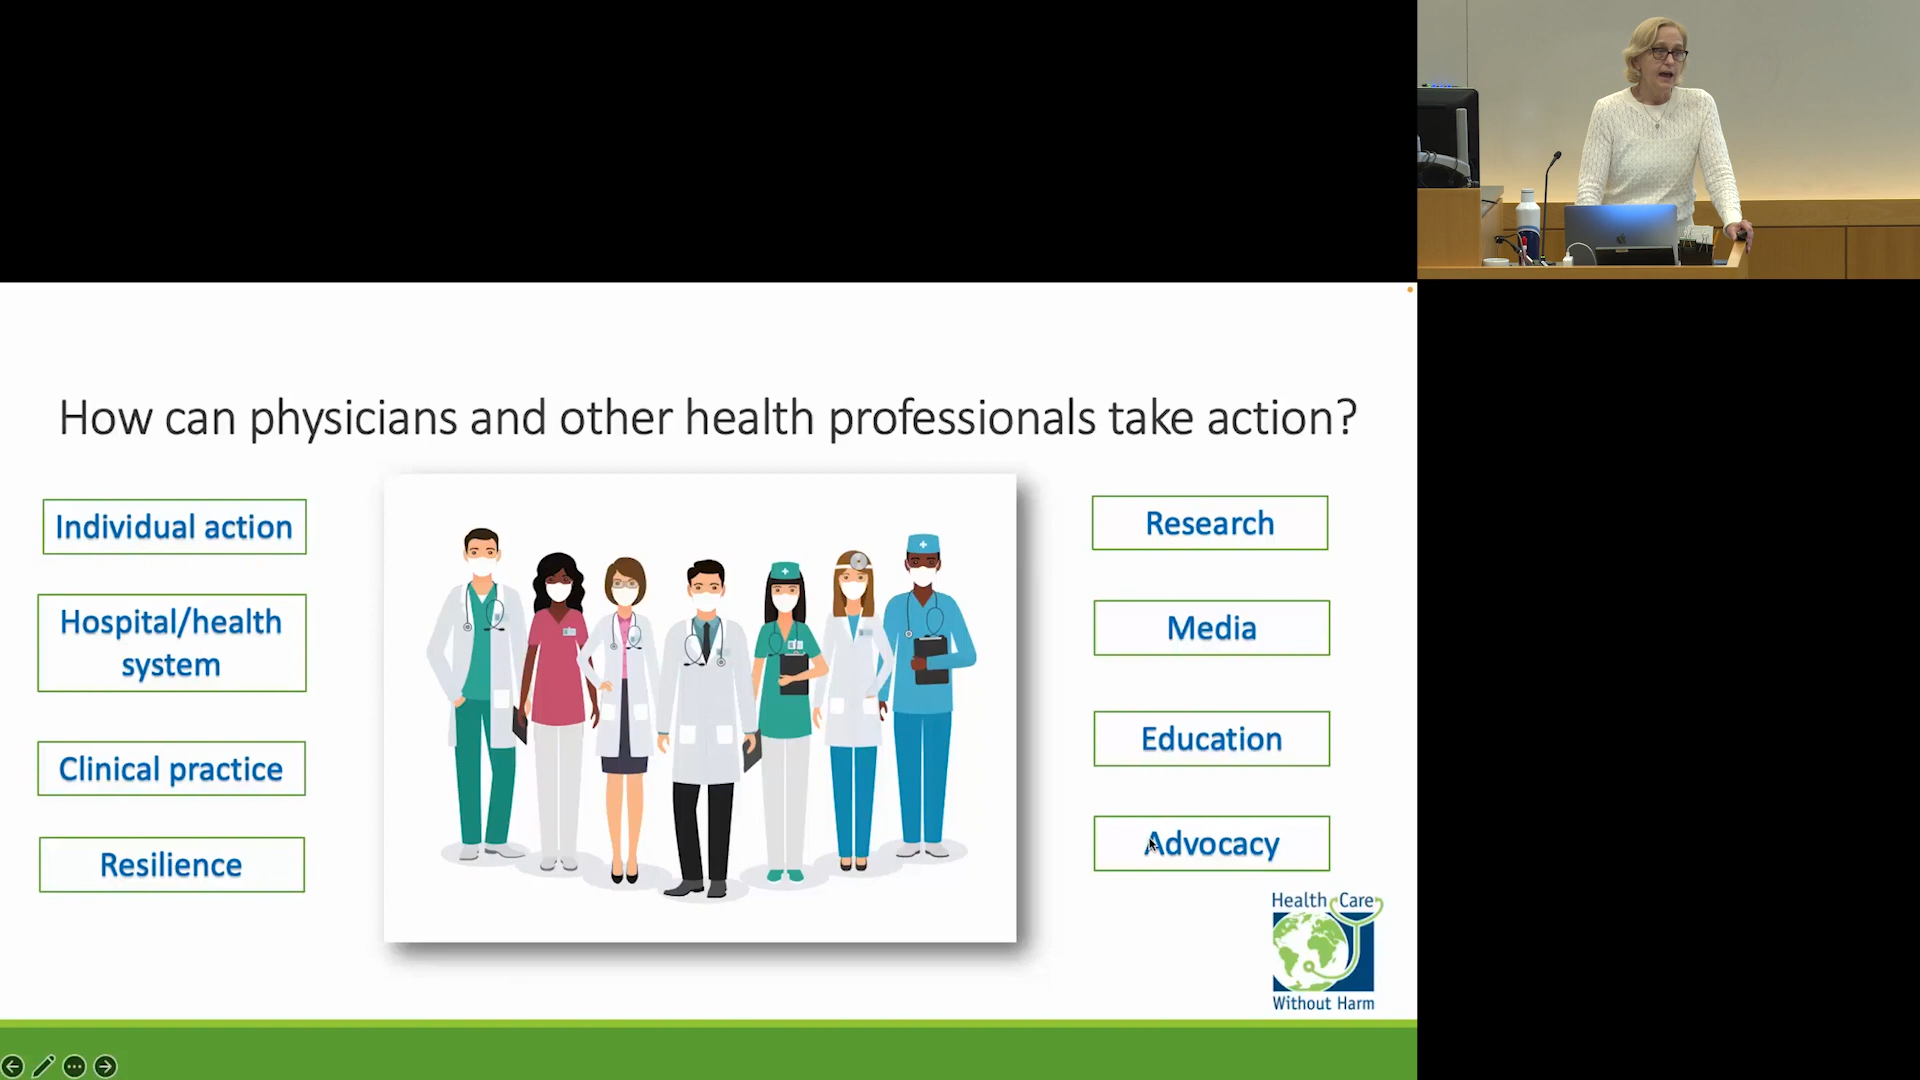 How can physicians and other health professionals take action?
Individual action
Hospital/health
system
Clinical practice
Resilience
Research
Media
Education
Advocacy
Health Care
Without Harm